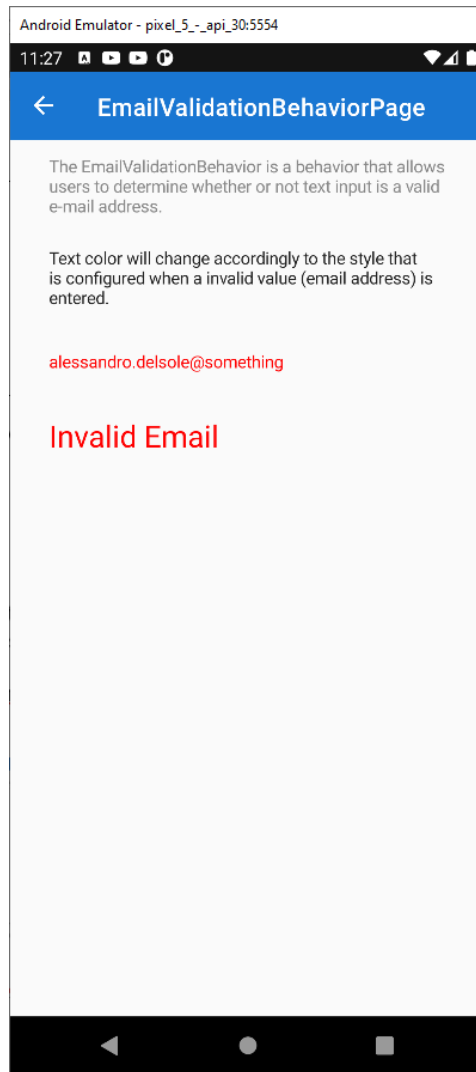 Android Emulator - pixel_5_-_api_30:5554
11:27
EmailValidationBehaviorPage
The EmailValidationBehavior is a behavior that allows
users to determine whether or not text input is a valid
e-mail address.
Text color will change accordingly to the style that
is configured when a invalid value (email address) is
entered.
alessandro.delsole@something
Invalid Email